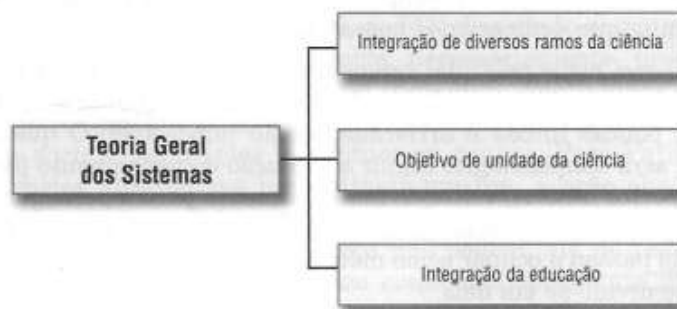 Integração de diversos ramos da ciência
Teoria Geral
dos Sistemas
Objetivo de unidade da ciência
Integração da educação